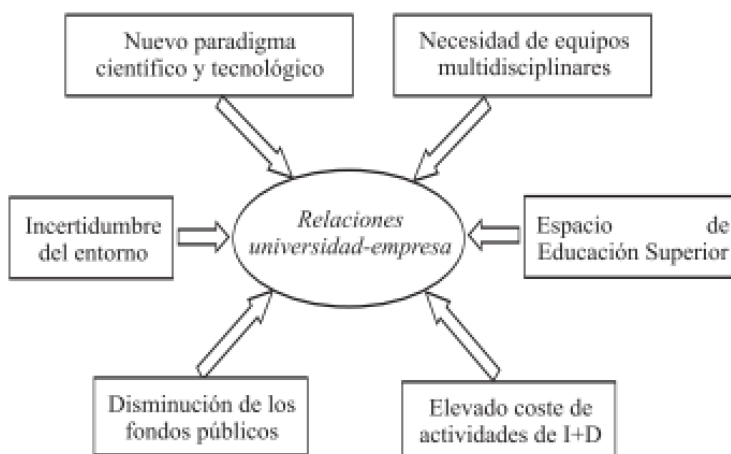 Nuevo paradigma
científico y tecnológico
Necesidad de equipos
multidisciplinares
Incertidumbre
del entorno
Relaciones
universidad-empresa
Espacio de
Educación Superior
Disminución de los
fondos públicos
Elevado coste de
actividades de I+D